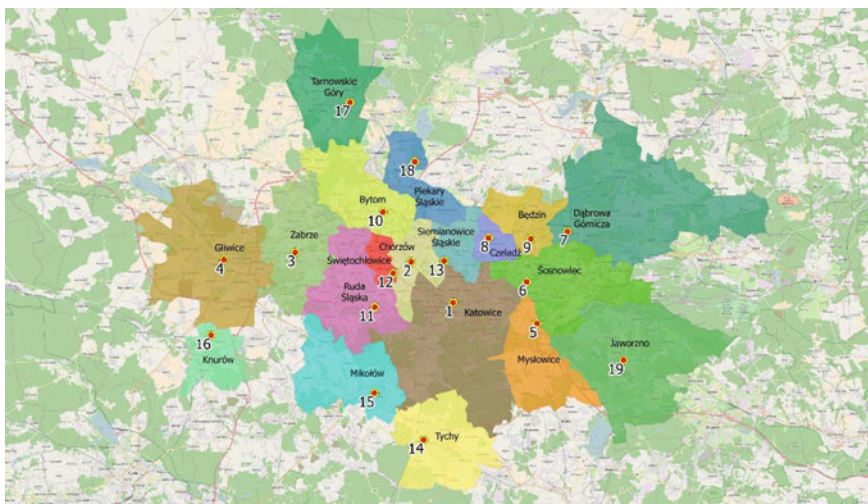 Tarnowskie
Góry
17
18
Piekary
Śląskie
Bytom
10
Będzin
9
Dąbrowa
Górnicza
7
Siemianowice
Śląskie
8
Czeladź
Chorzów
Zabrze
3
Gliwice
4
Świętochłowice
12
2
13
Sosnowiec
6
Ruda
Śląska
11
1
Katowice
5
Mysłowice
Jaworzno
19
16
Knurów
Mikołów
15
14
Tychy